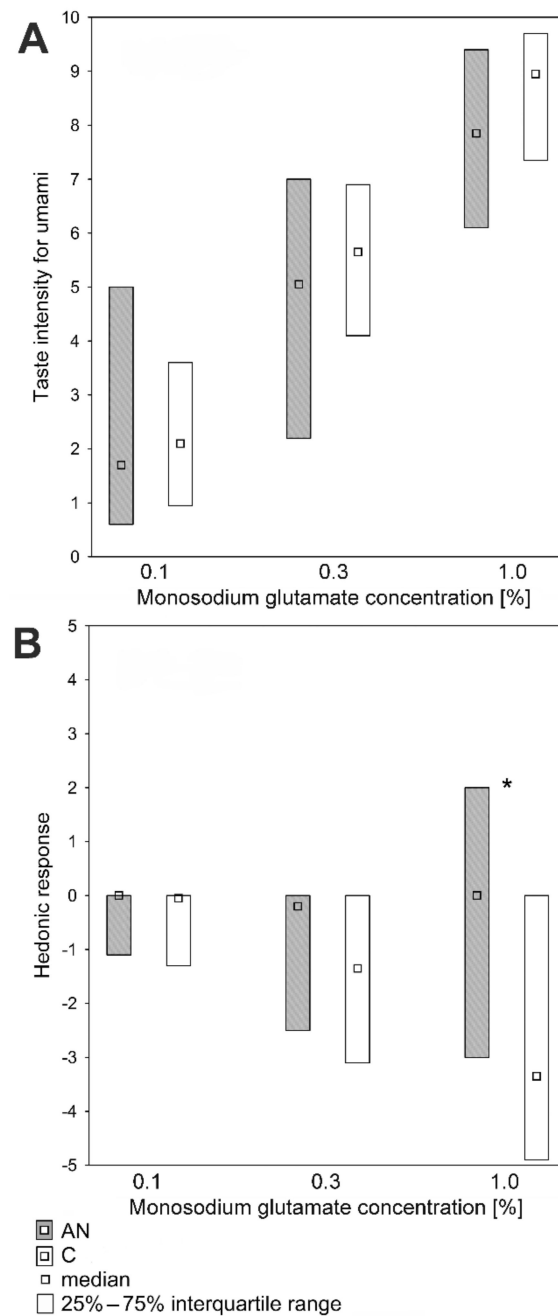 A
10
9
8
7
6
5
4
3
2
1
0
Taste intensity for umami
0.1 0.3 1.0
Monosodium glutamate concentration [%]
B
5
4
3
2
1
0
-1
-2
-3
-4
-5
Hedonic response
*
0.1 0.3 1.0
Monosodium glutamate concentration [%]
AN
C
median
25%–75% interquartile range